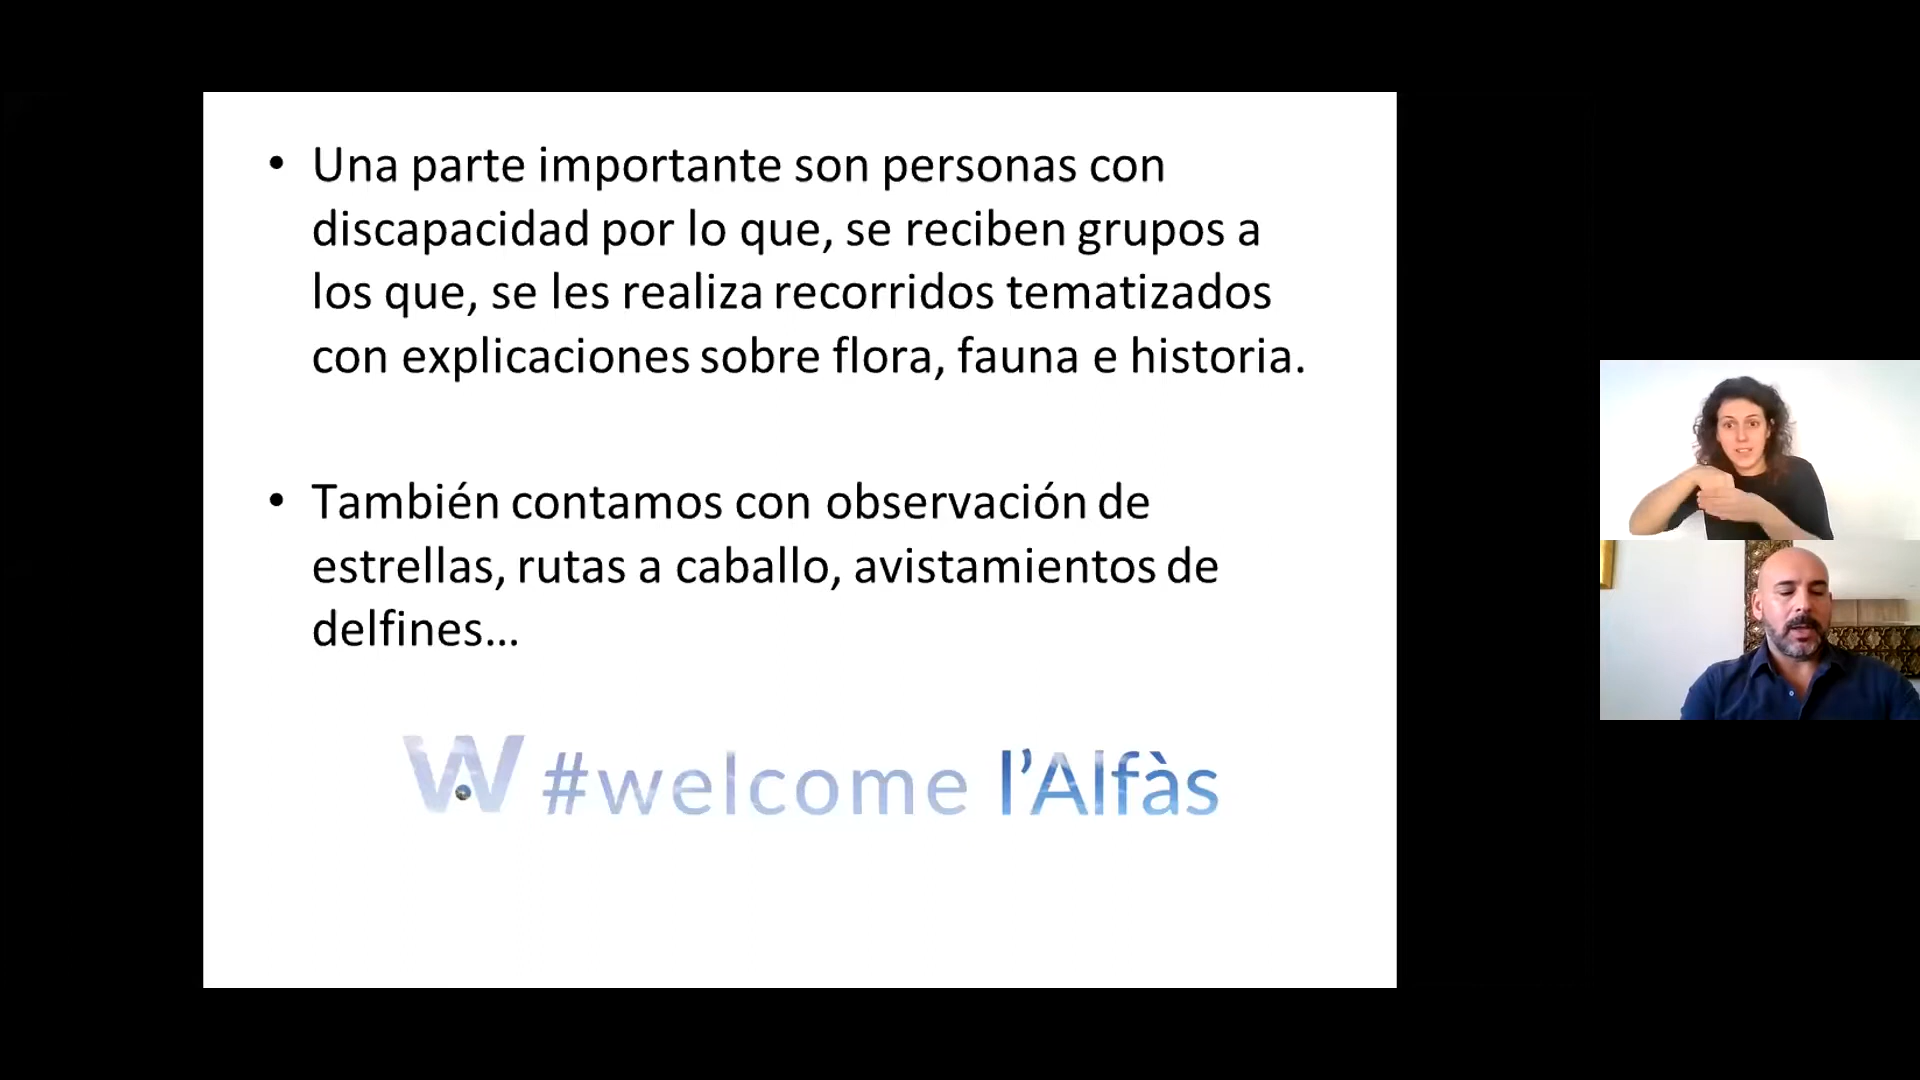 • Una parte importante son personas con
discapacidad por lo que, se reciben grupos a
los que, se les realiza recorridos tematizados
con explicaciones sobre flora, fauna e historia.
• También contamos con observación de
estrellas, rutas a caballo, avistamientos de
delfines...
W #welcome l'Alfàs